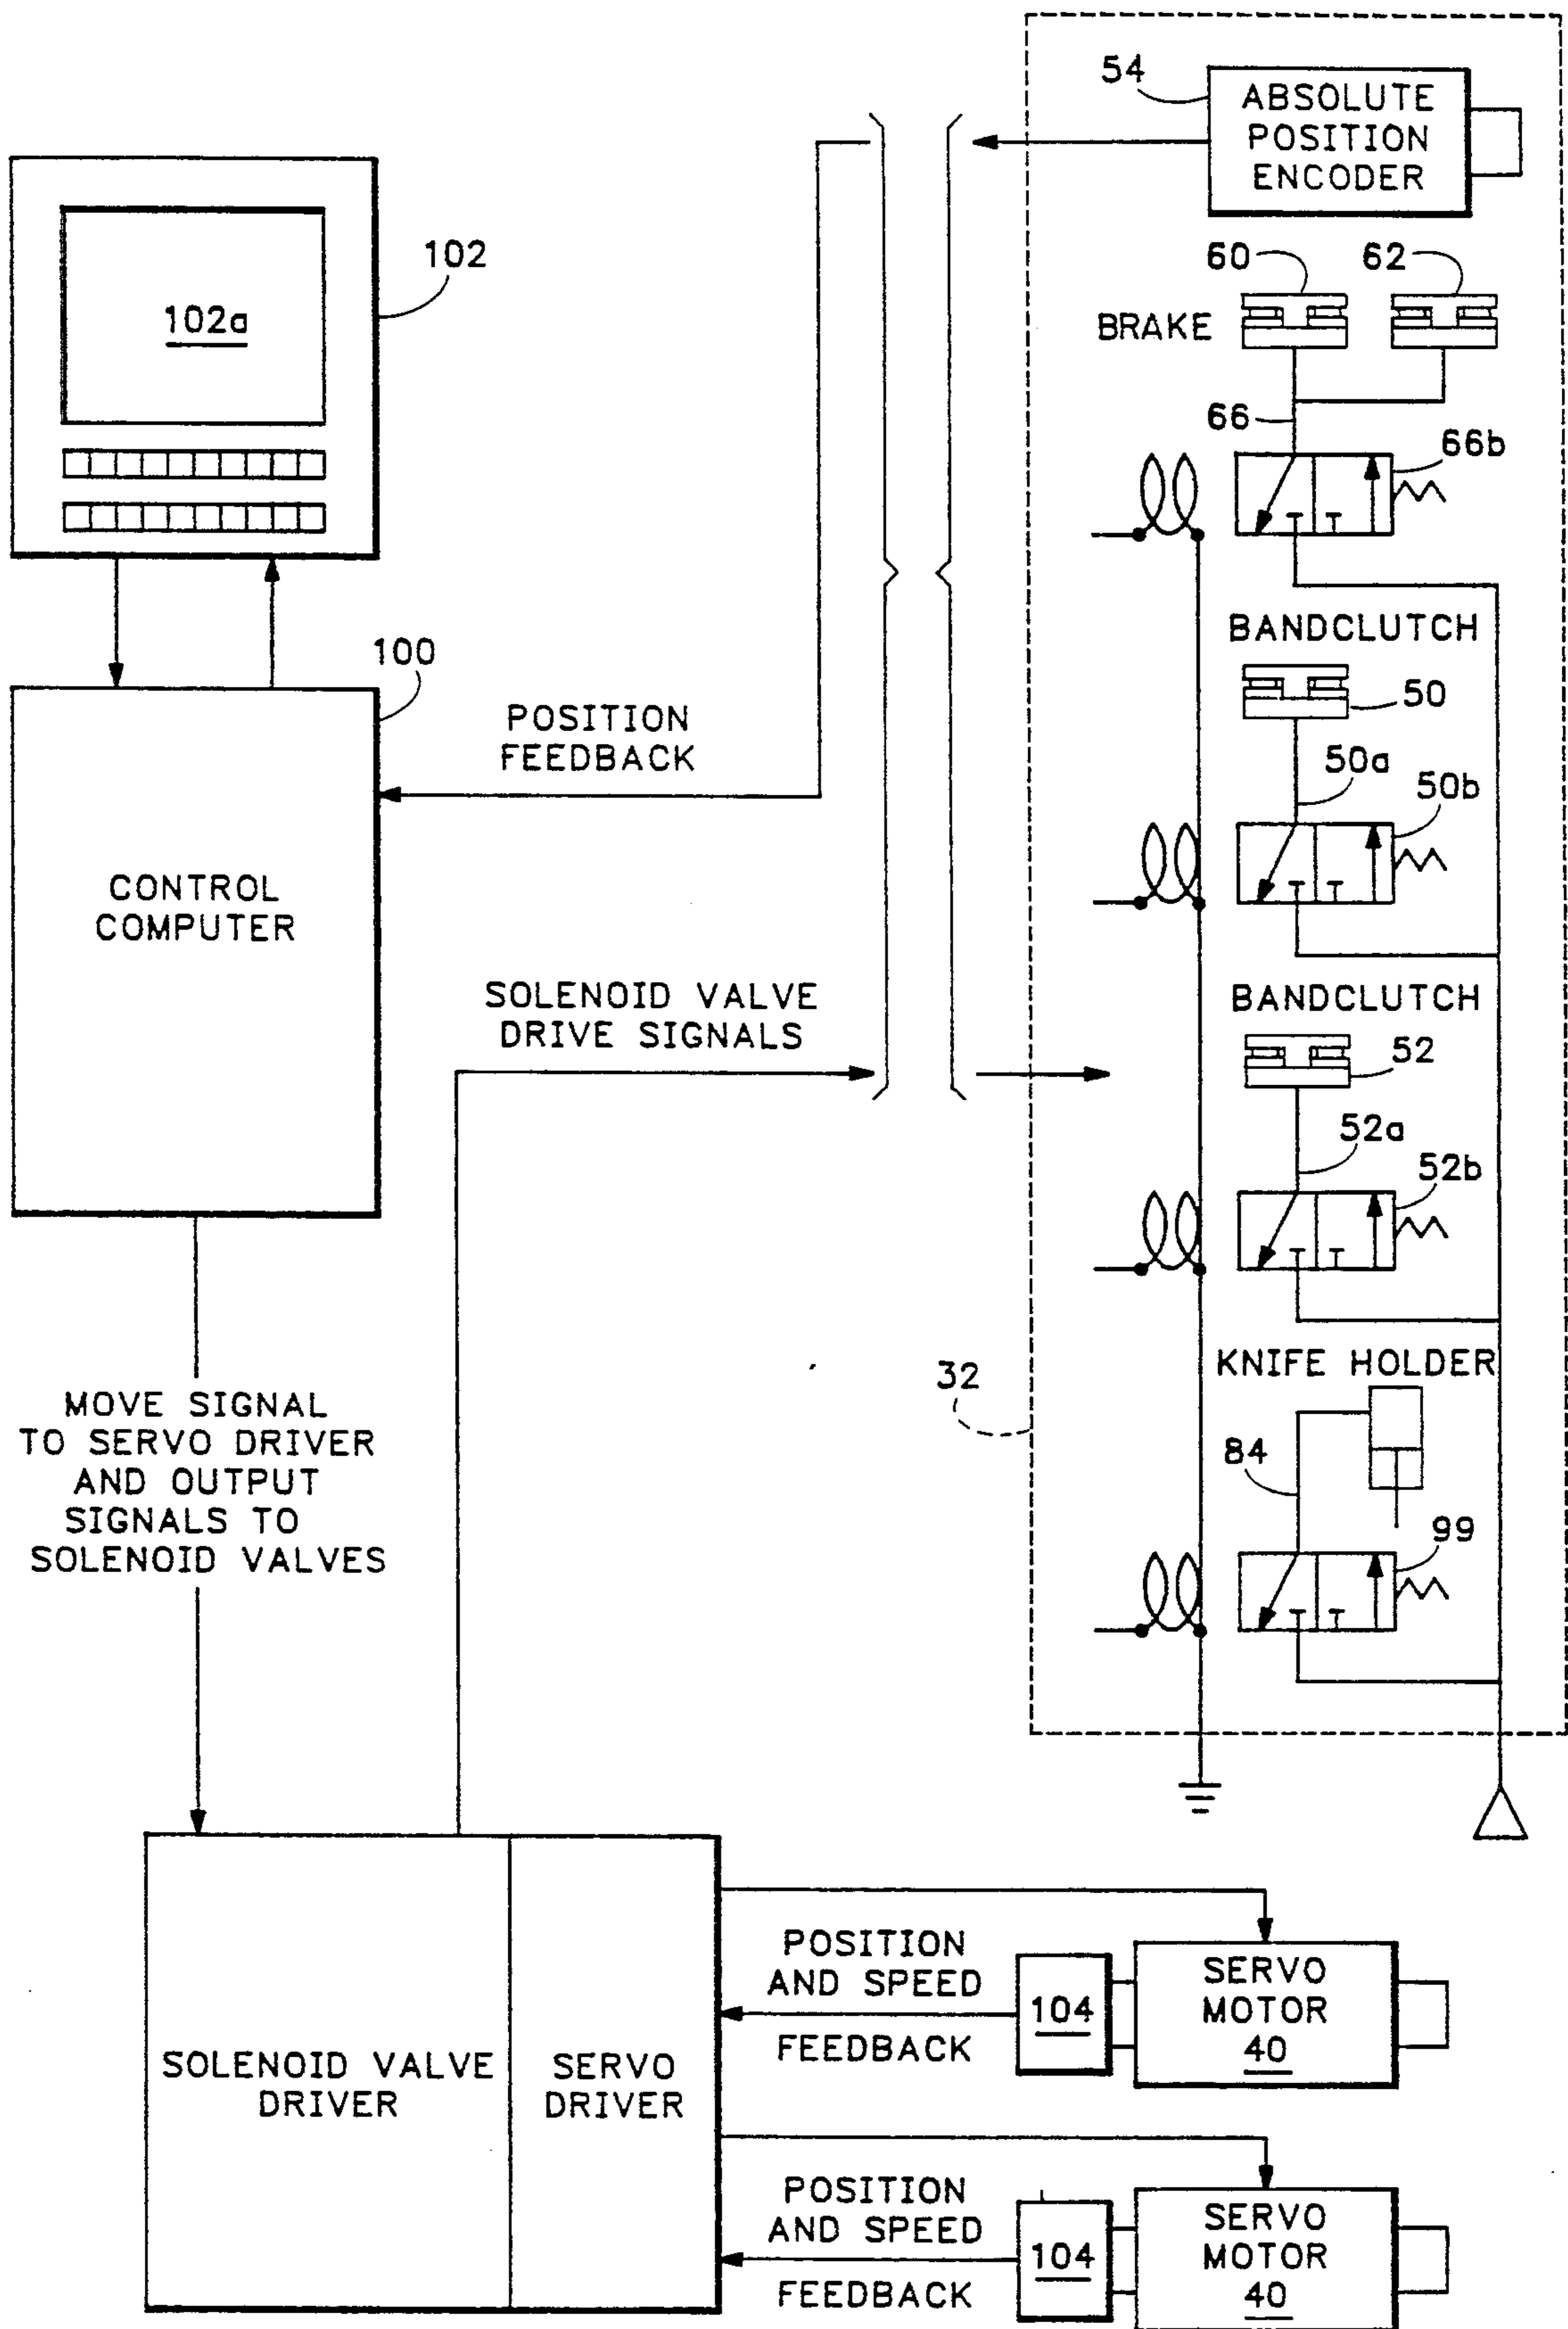 54
ABSOLUTE
POSITION
ENCODER
102
102a
60
62
BRAKE
66
66b
100
BANDCLUTCH
50
50a
50b
POSITION
FEEDBACK
CONTROL
COMPUTER
SOLENOID VALVE
DRIVE SIGNALS
BANDCLUTCH
52
52a
52b
32
KNIFE HOLDER
84
99
MOVE SIGNAL
TO SERVO DRIVER
AND OUTPUT
SIGNALS TO
SOLENOID VALVES
SOLENOID VALVE
DRIVER
SERVO
DRIVER
POSITION
AND SPEED
FEEDBACK
104
SERVO
MOTOR
40
POSITION
AND SPEED
FEEDBACK
104
SERVO
MOTOR
40